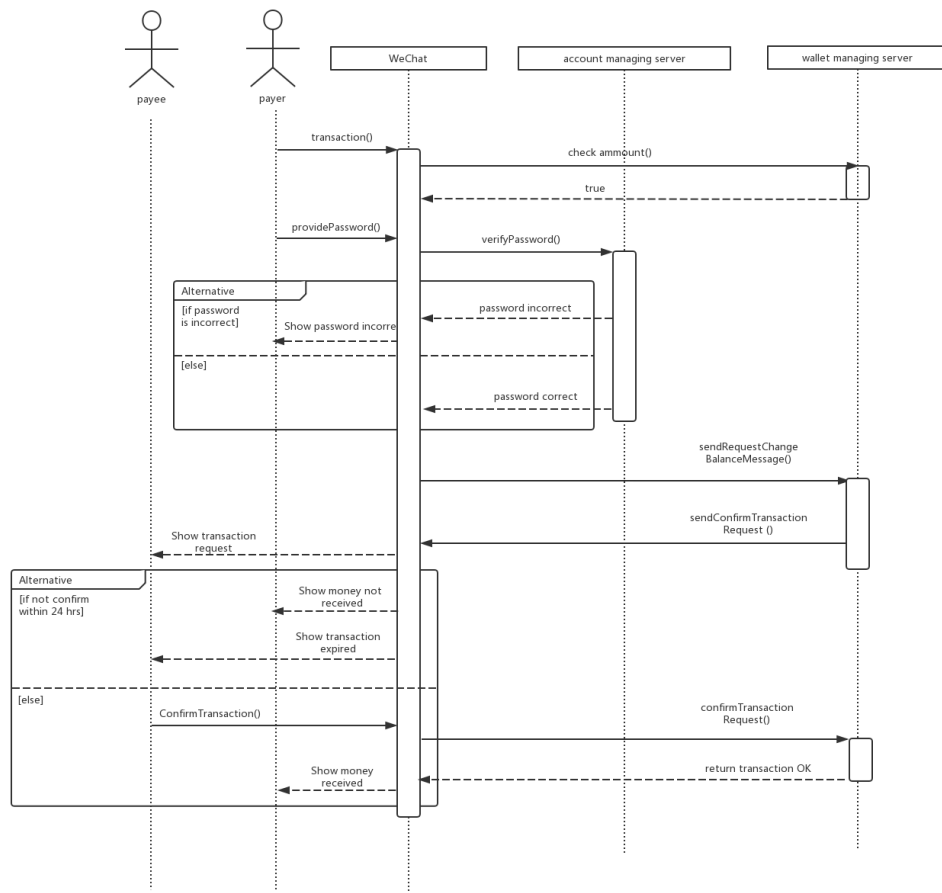 payee
payer
WeChat
account managing server
wallet managing server
transaction()
check ammount()
true
providePassword()
verifyPassword()
Alternative
[if password
is incorrect]
password incorrect
Show password incorre
[else]
password correct
sendRequestChange
BalanceMessage()
sendConfirmTransaction
Request ()
Show transaction
request
Alternative
[if not confirm
within 24 hrs]
Show money not
received
Show transaction
expired
[else]
ConfirmTransaction()
confirmTransaction
Request()
return transaction OK
Show money
received